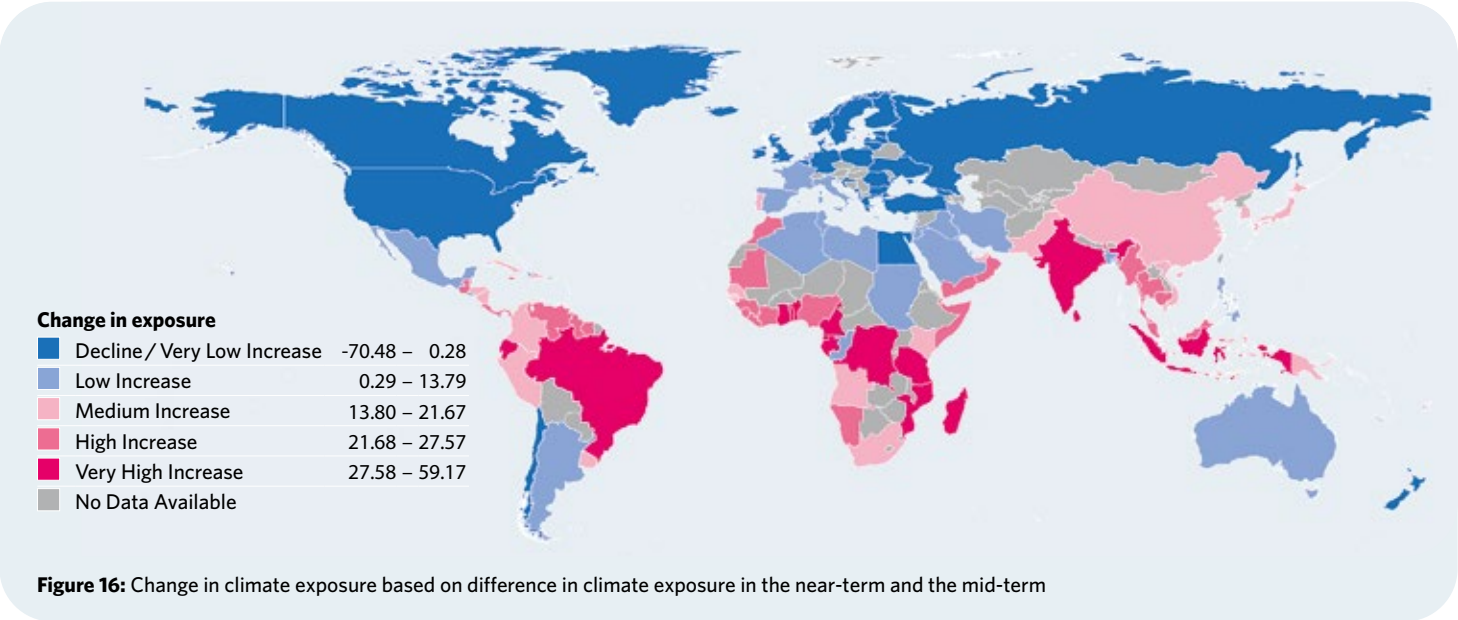 Change in exposure
Decline / Very Low Increase -70.48 – 0.28
Low Increase 0.29 – 13.79
Medium Increase 13.80 – 21.67
High Increase 21.68 – 27.57
Very High Increase 27.58 – 59.17
No Data Available
Figure 16: Change in climate exposure based on difference in climate exposure in the near-term and the mid-term